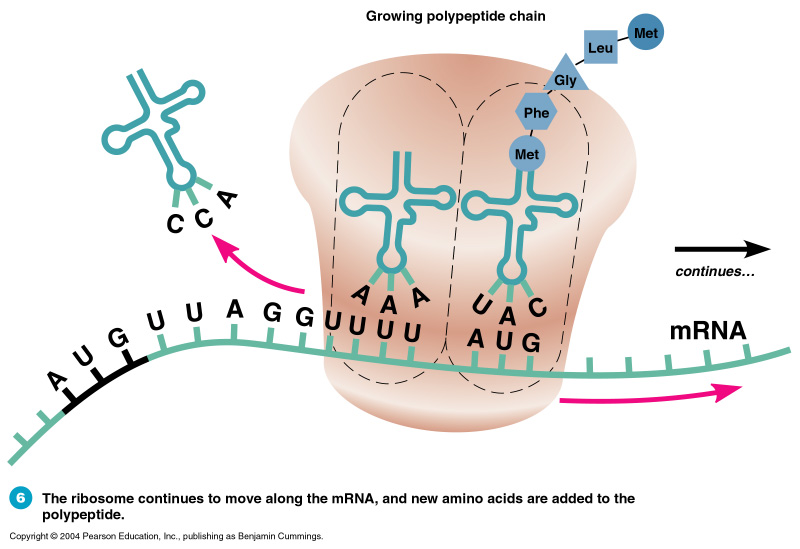 Growing polypeptide chain
Met
Leu
Gly
Phe
Met
C C A
A A A
U A C
continues...
A U G U U A G G U U U U
A U G
mRNA
6 The ribosome continues to move along the mRNA, and new amino acids are added to the
polypeptide.
Copyright © 2004 Pearson Education, Inc., publishing as Benjamin Cummings.